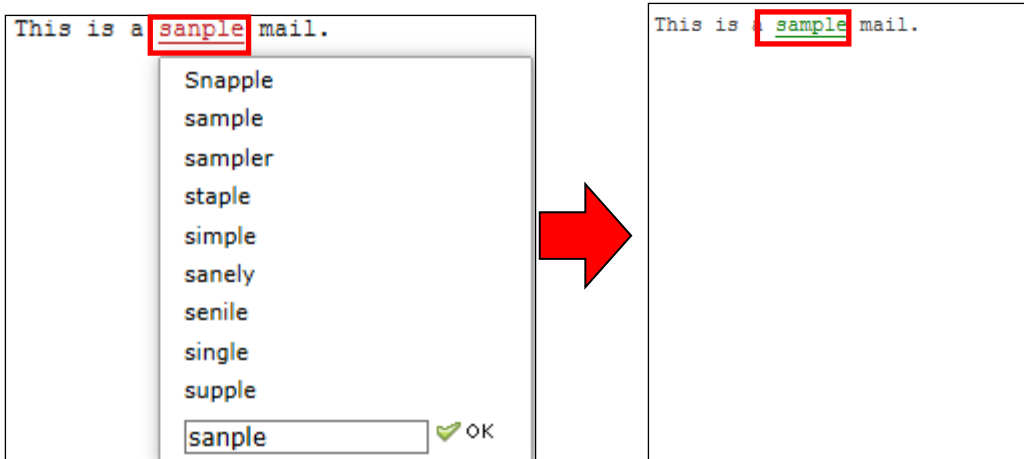 This is a sanple mail.
Snapple
sample
sampler
staple
simple
sanely
senile
single
supple
sanple OK
This is a sample mail.